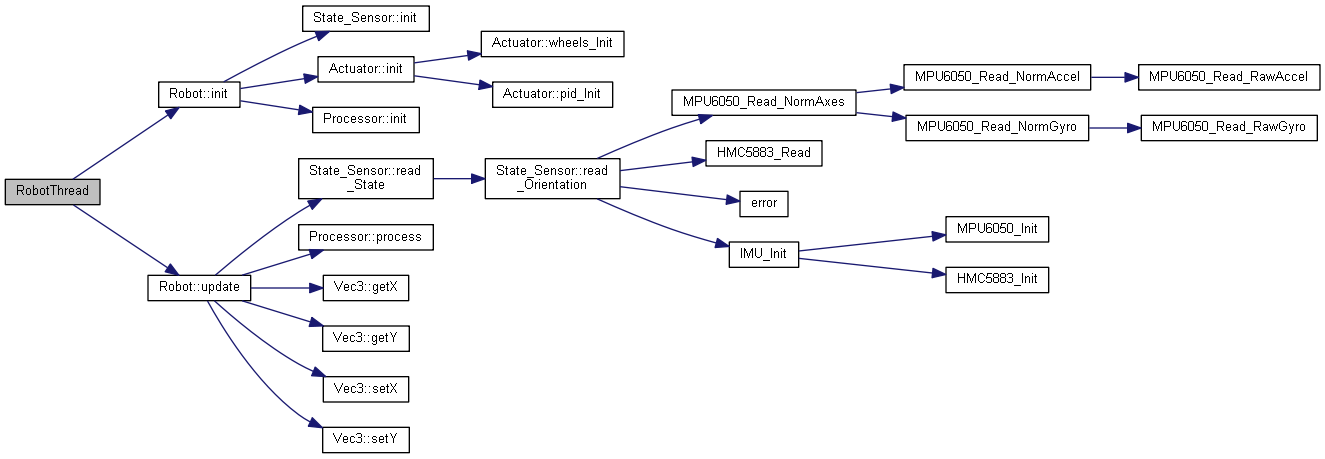 RobotThread
Robot::init
State_Sensor::init
Actuator::init
Actuator::wheels_Init
Actuator::pid_Init
Processor::init
Robot::update
State_Sensor::read
_State
State_Sensor::read
_Orientation
MPU6050_Read_NormAxes
MPU6050_Read_NormAccel
MPU6050_Read_RawAccel
MPU6050_Read_NormGyro
MPU6050_Read_RawGyro
HMC5883_Read
error
IMU_Init
MPU6050_Init
HMC5883_Init
Processor::process
Vec3::getX
Vec3::getY
Vec3::setX
Vec3::setY